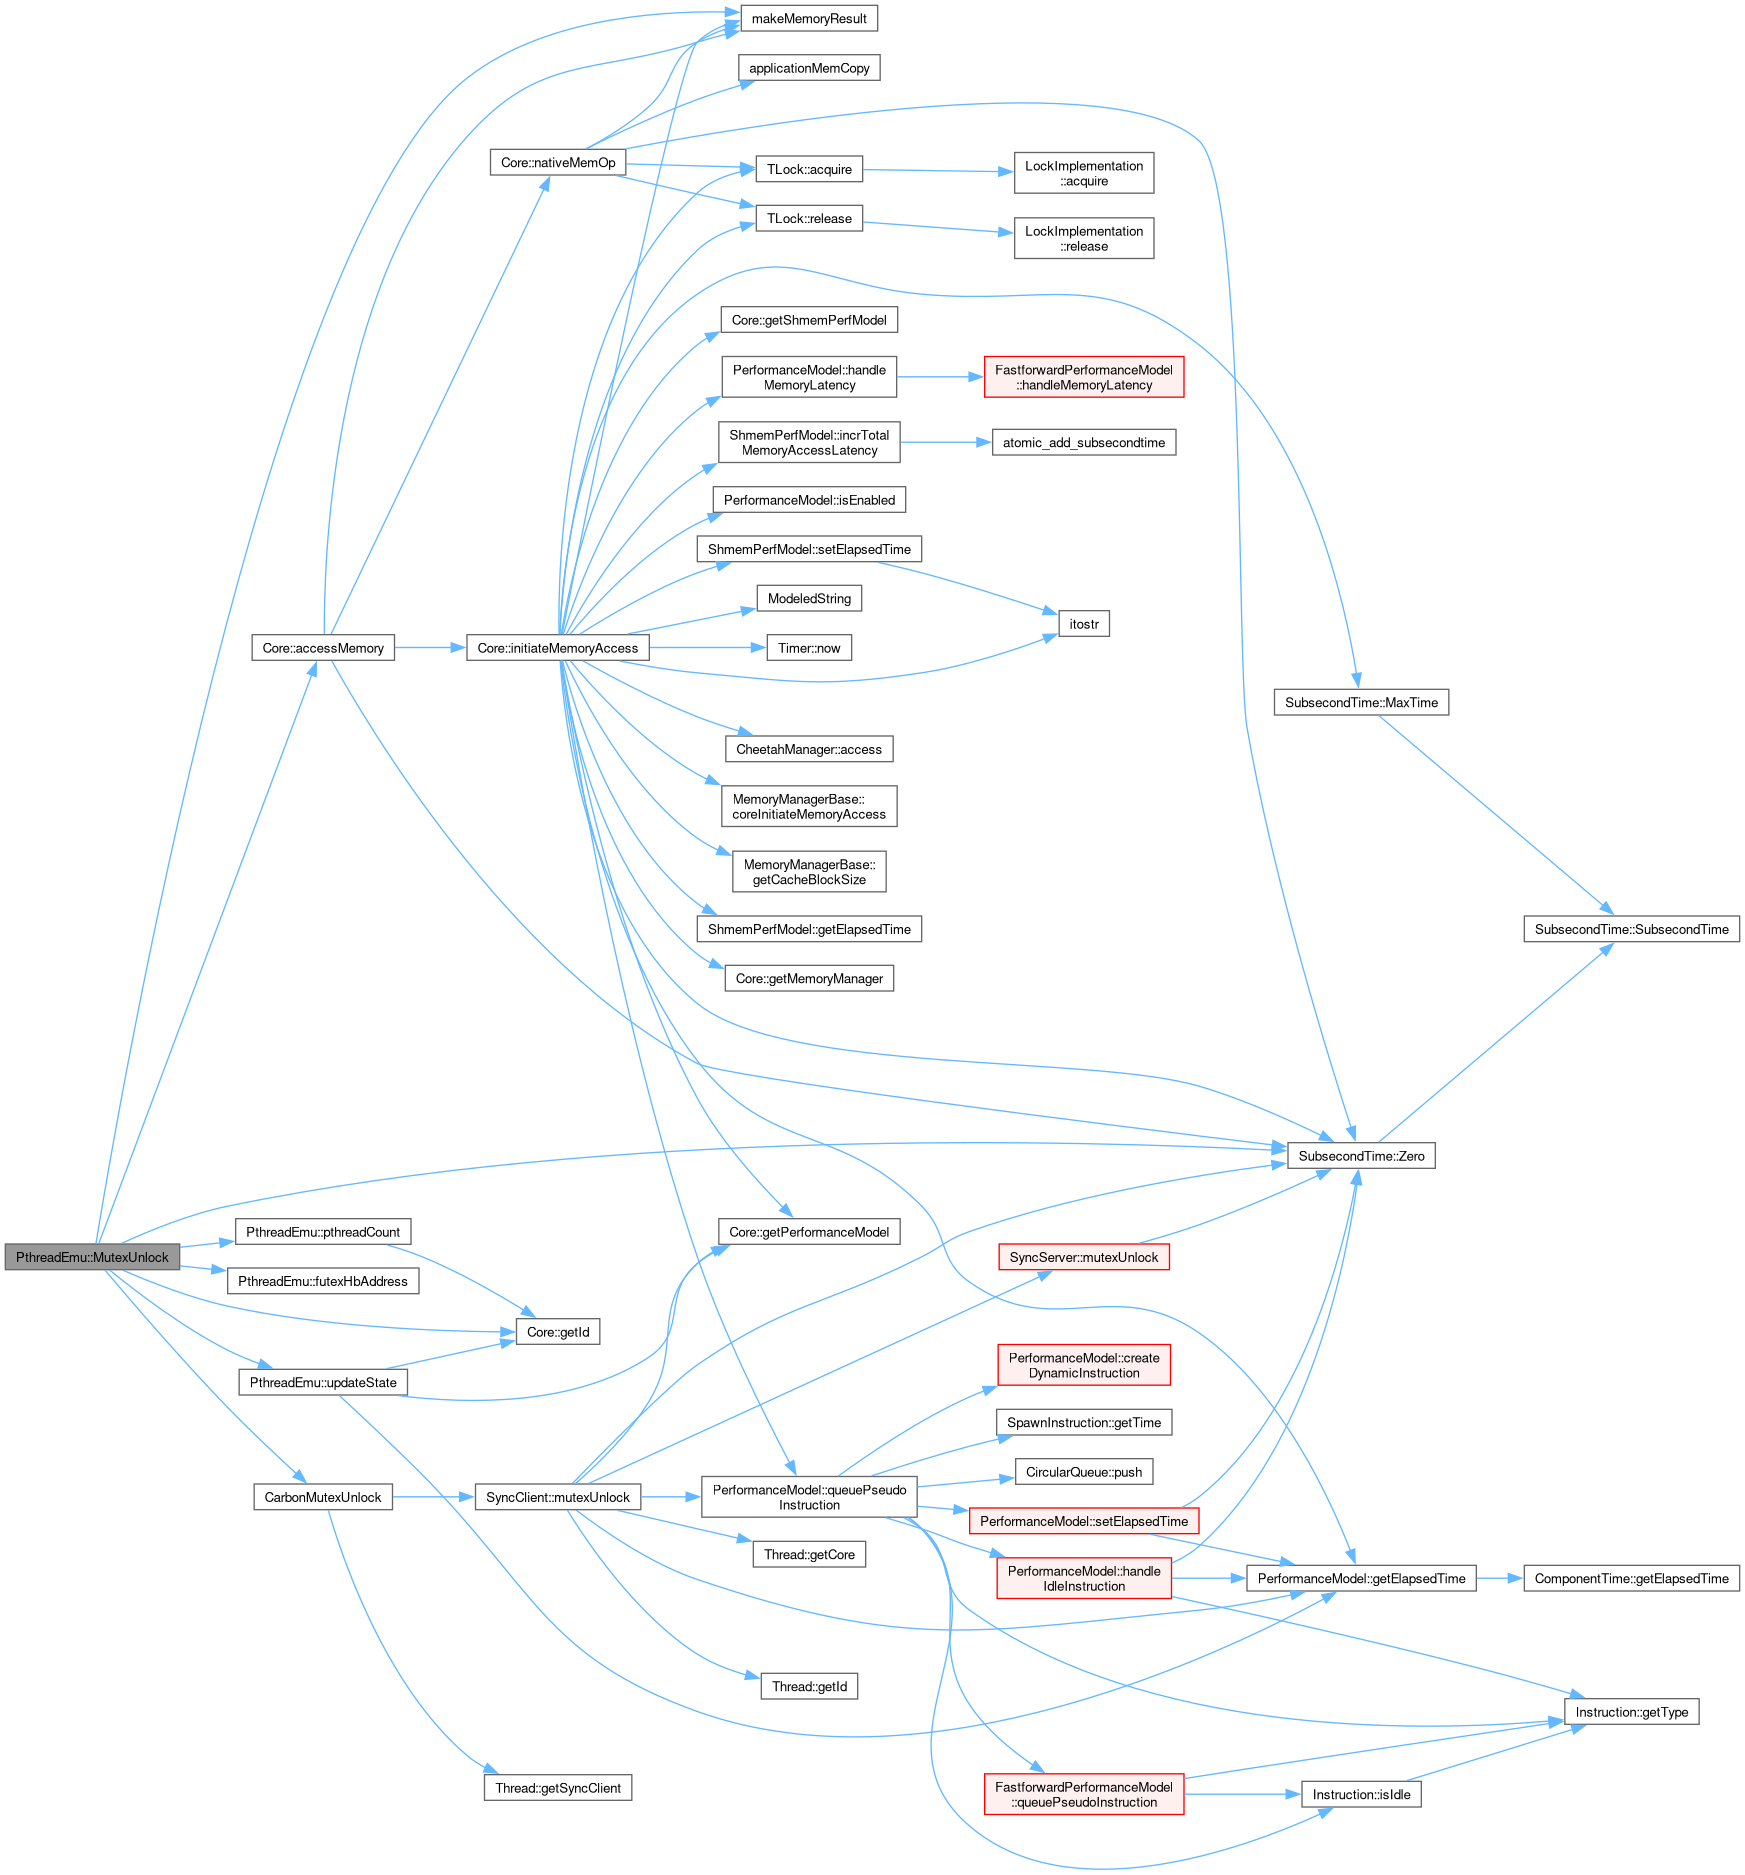 makeMemoryResult
applicationMemCopy
Core::nativeMemOp
TLock::acquire
LockImplementation
::acquire
TLock::release
LockImplementation
::release
Core::getShmemPerfModel
PerformanceModel::handle
MemoryLatency
FastforwardPerformanceModel
::handleMemoryLatency
ShmemPerfModel::incrTotal
MemoryAccessLatency
atomic_add_subsecondtime
PerformanceModel::isEnabled
ShmemPerfModel::setElapsedTime
ModeledString
itostr
Core::accessMemory
Core::initiateMemoryAccess
Timer::now
SubsecondTime::MaxTime
CheetahManager::access
MemoryManagerBase::
coreInitiateMemoryAccess
MemoryManagerBase::
getCacheBlockSize
ShmemPerfModel::getElapsedTime
SubsecondTime::SubsecondTime
Core::getMemoryManager
SubsecondTime::Zero
PthreadEmu::MutexUnlock
PthreadEmu::pthreadCount
Core::getPerformanceModel
SyncServer::mutexUnlock
PthreadEmu::futexHbAddress
Core::getId
PthreadEmu::updateState
PerformanceModel::create
DynamicInstruction
SpawnInstruction::getTime
CircularQueue::push
CarbonMutexUnlock
SyncClient::mutexUnlock
PerformanceModel::queuePseudo
Instruction
PerformanceModel::setElapsedTime
Thread::getCore
PerformanceModel::handle
IdleInstruction
PerformanceModel::getElapsedTime
ComponentTime::getElapsedTime
Thread::getId
Instruction::getType
Thread::getSyncClient
FastforwardPerformanceModel
::queuePseudoInstruction
Instruction::isIdle